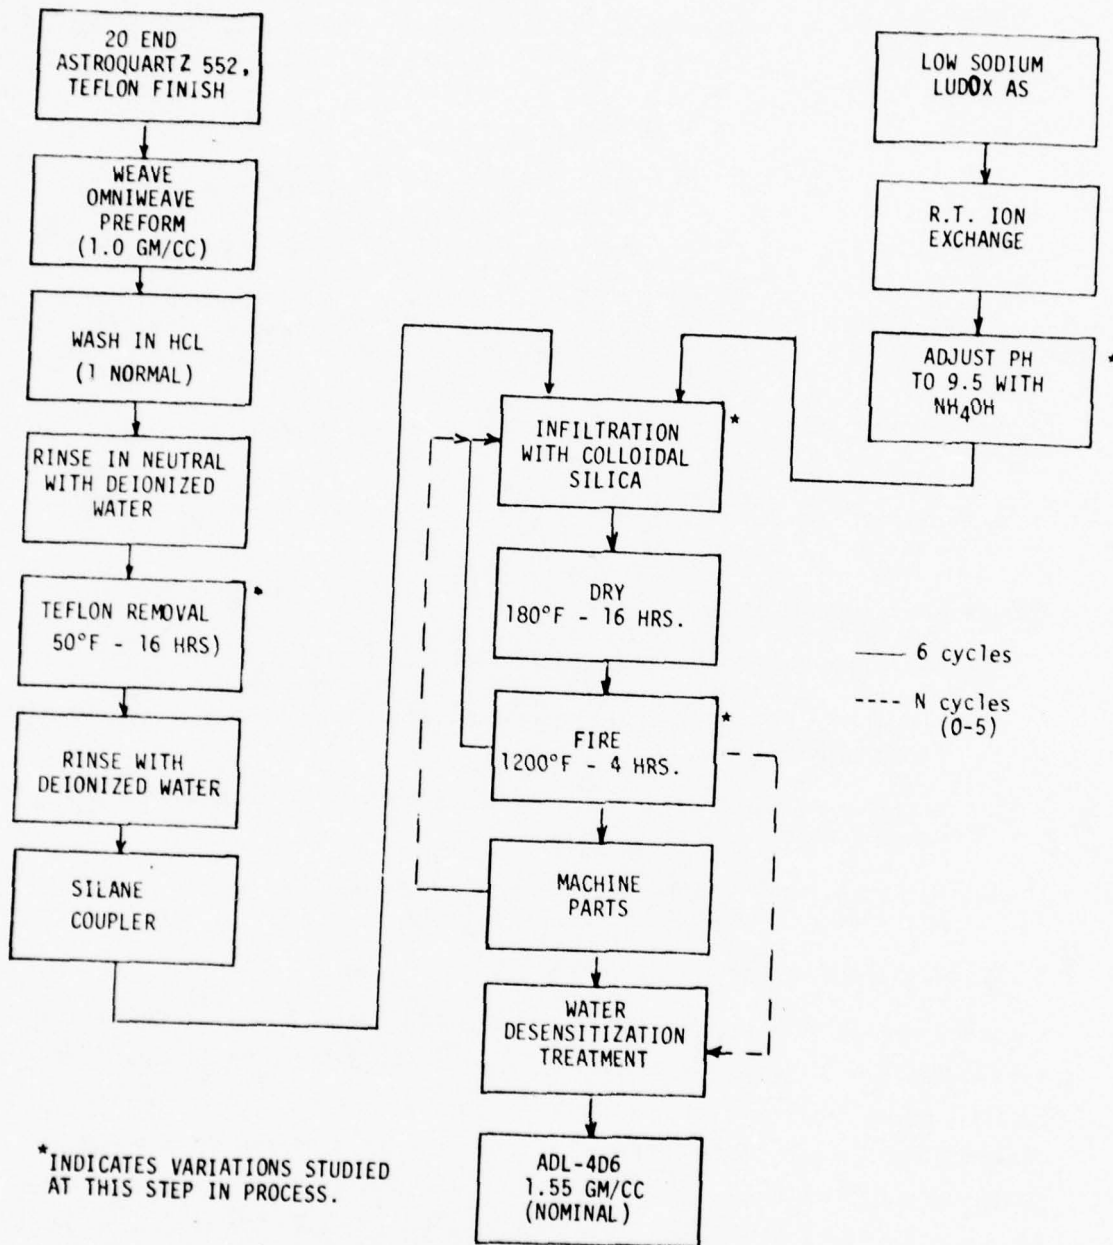 20 END
ASTROQUARTZ 552,
TEFLON FINISH
WEAVE
OMNIWEAVE
PREFORM
(1.0 GM/CC)
WASH IN HCL
(1 NORMAL)
RINSE IN NEUTRAL
WITH DEIONIZED
WATER
TEFLON REMOVAL *
50°F - 16 HRS)
RINSE WITH
DEIONIZED WATER
SILANE
COUPLER
LOW SODIUM
LUDOX AS
R.T. ION
EXCHANGE
ADJUST PH *
TO 9.5 WITH
NH4OH
INFILTRATION *
WITH COLLOIDAL
SILICA
DRY
180°F - 16 HRS.
FIRE *
1200°F - 4 HRS.
MACHINE
PARTS
WATER
DESENSITIZATION
TREATMENT
ADL-4D6
1.55 GM/CC
(NOMINAL)
6 cycles
N cycles
(0-5)
*INDICATES VARIATIONS STUDIED
AT THIS STEP IN PROCESS.